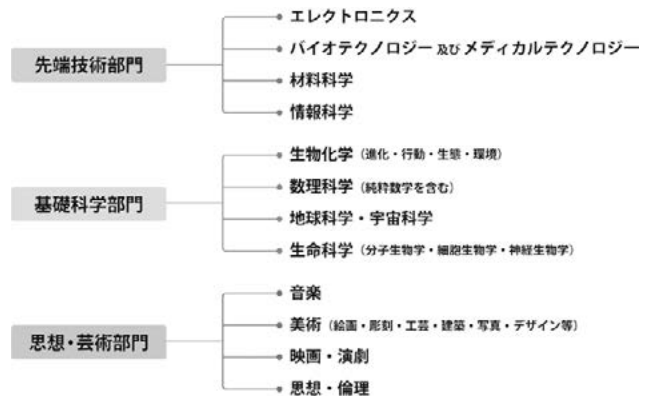 先端技術部門
エレクトロニクス
バイオテクノロジー 及び メディカルテクノロジー
材料科学
情報科学
基礎科学部門
生物化学（進化・行動・生態・環境）
数理科学（純粋数学を含む）
地球科学・宇宙科学
生命科学（分子生物学・細胞生物学・神経生物学）
思想・芸術部門
音楽
美術（絵画・彫刻・工芸・建築・写真・デザイン等）
映画・演劇
思想・倫理